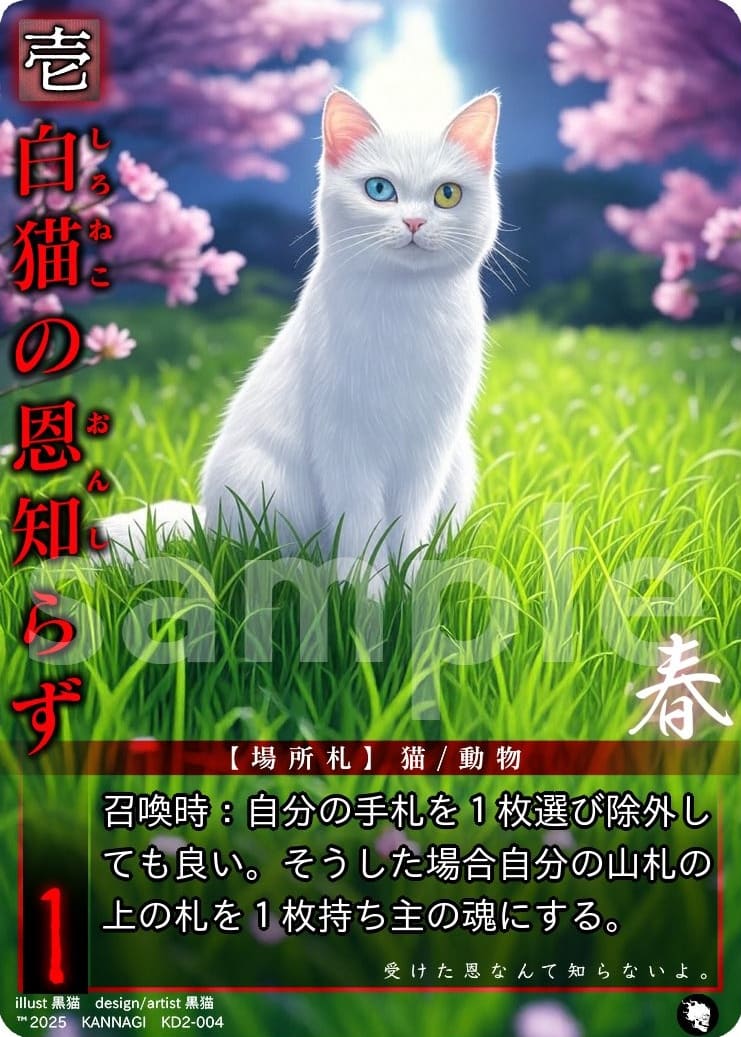 壱
白猫の恩知らず
しろねこ
おんし
sample
春
【場所札】猫/動物
召喚時：自分の手札を１枚選び除外し
ても良い。そうした場合自分の山札の
上の札を１枚持ち主の魂にする。
1
受けた恩なんて知らないよ。
illust 黒猫 design/artist 黒猫
™2025 KANNAGI KD2-004